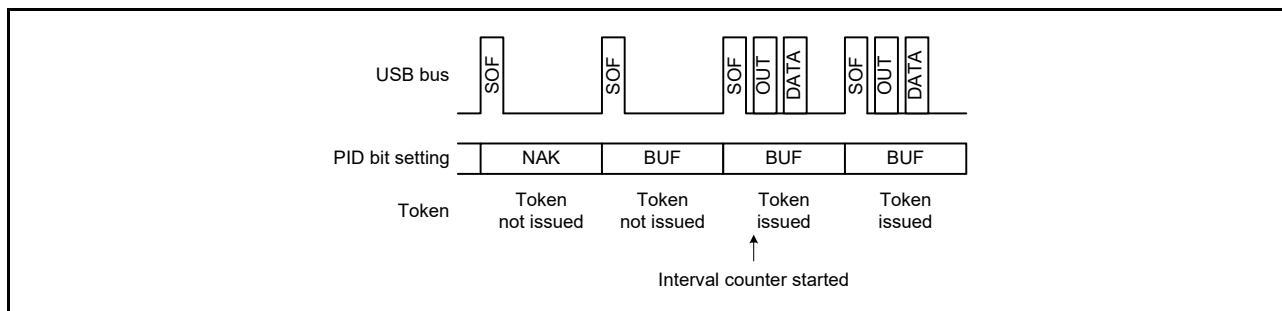 USB bus
SOF
SOF
SOF
OUT
DATA
SOF
OUT
DATA
PID bit setting
NAK
BUF
BUF
BUF
Token
Token
not issued
Token
not issued
Token
issued
Token
issued
Interval counter started